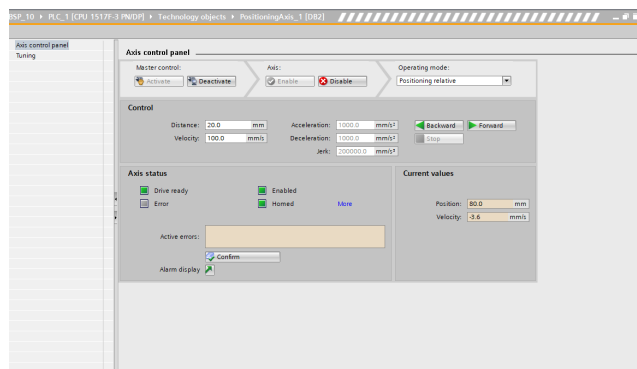 BSP_10 ▸ PLC_1 [CPU 1517F-3 PN/DP] ▸ Technology objects ▸ PositioningAxis_1 [DB2]
Axis control panel
Tuning
Axis control panel
Master control:
Activate
Deactivate
Axis:
Enable
Disable
Operating mode:
Positioning relative
Control
Distance: 20.0 mm
Acceleration: 1000.0 mm/s²
Backward
Forward
Velocity: 100.0 mm/s
Deceleration: 1000.0 mm/s²
Stop
Jerk: 200000.0 mm/s³
Axis status
Drive ready
Enabled
Error
Homed
More
Active errors:
Confirm
Alarm display
Current values
Position: 80.0 mm
Velocity: -3.6 mm/s